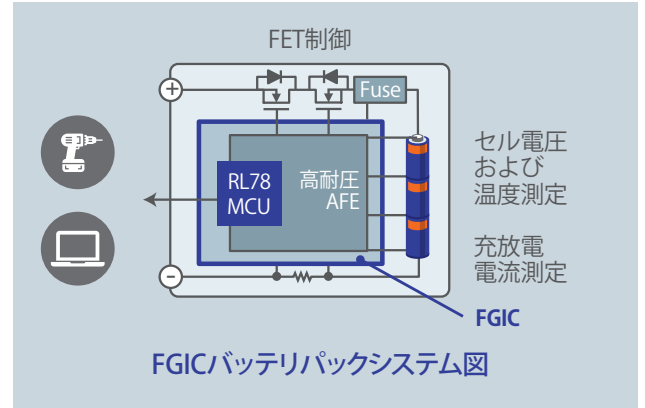 FET制御
+
Fuse
セル電圧
および
温度測定
RL78
MCU
高耐圧
AFE
充放電
電流測定
-
FGIC
FGICバッテリパックシステム図